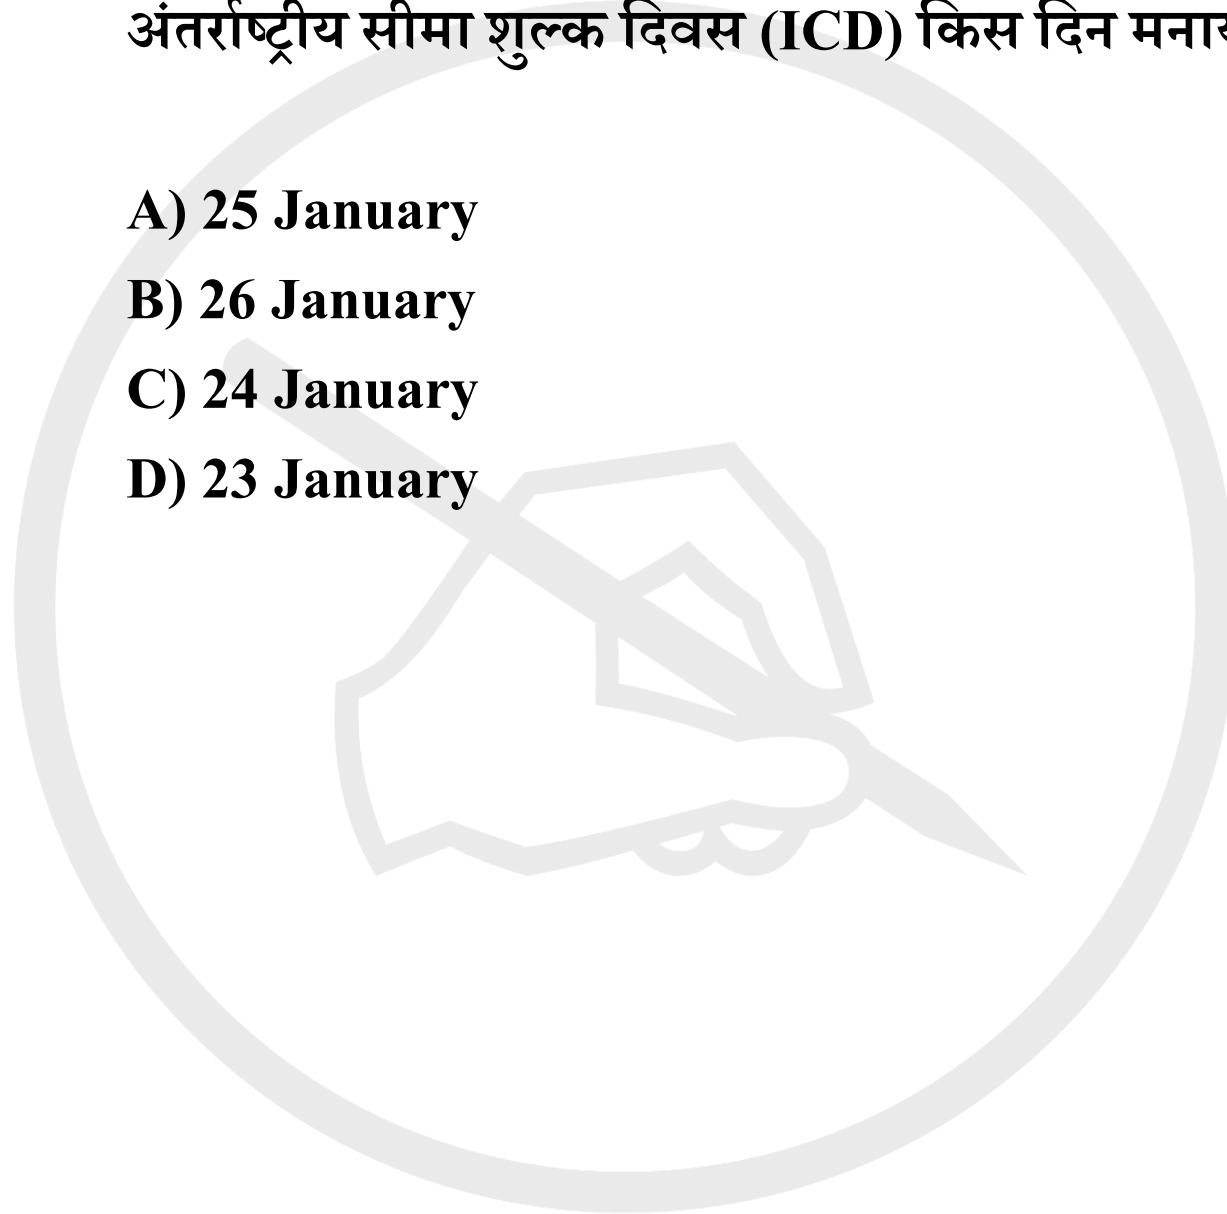 अंतर्राष्ट्रीय सीमा शुल्क दिवस (ICD) किस दिन
A) 25 January
B) 26 January
C) 24 January
D) 23 January